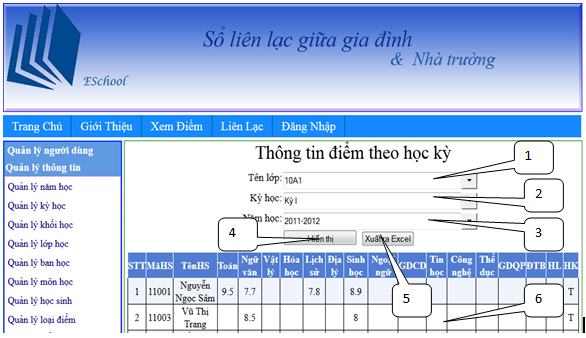 Sổ liên lạc giữa gia đình
& Nhà trường
ESchool
Trang Chủ Giới Thiệu Xem Điểm Liên Lạc Đăng Nhập
Quản lý người dùng
Quản lý thông tin
Quản lý năm học
Quản lý kỳ học
Quản lý khối học
Quản lý lớp học
Quản lý ban học
Quản lý môn học
Quản lý học sinh
Quản lý loại điểm
Thông tin điểm theo học kỳ
1
Tên lớp: 10A1
2
Kỳ học: Kỳ I
3
Năm học: 2011-2012
4
Hiển thị Xuất ra Excel
5
6
STT MãHS TênHS Toán Ngữ văn Vật lý Hóa học Lịch sử Địa lý Sinh học Ngoại ngữ GDCD Tin học Công nghệ Thể dục GDQP ĐTB HL HK
1 11001 Nguyễn Ngọc Sâm 9.5 7.7 7.8 8.9 T
2 11003 Vũ Thị Trang 8.5 8 T